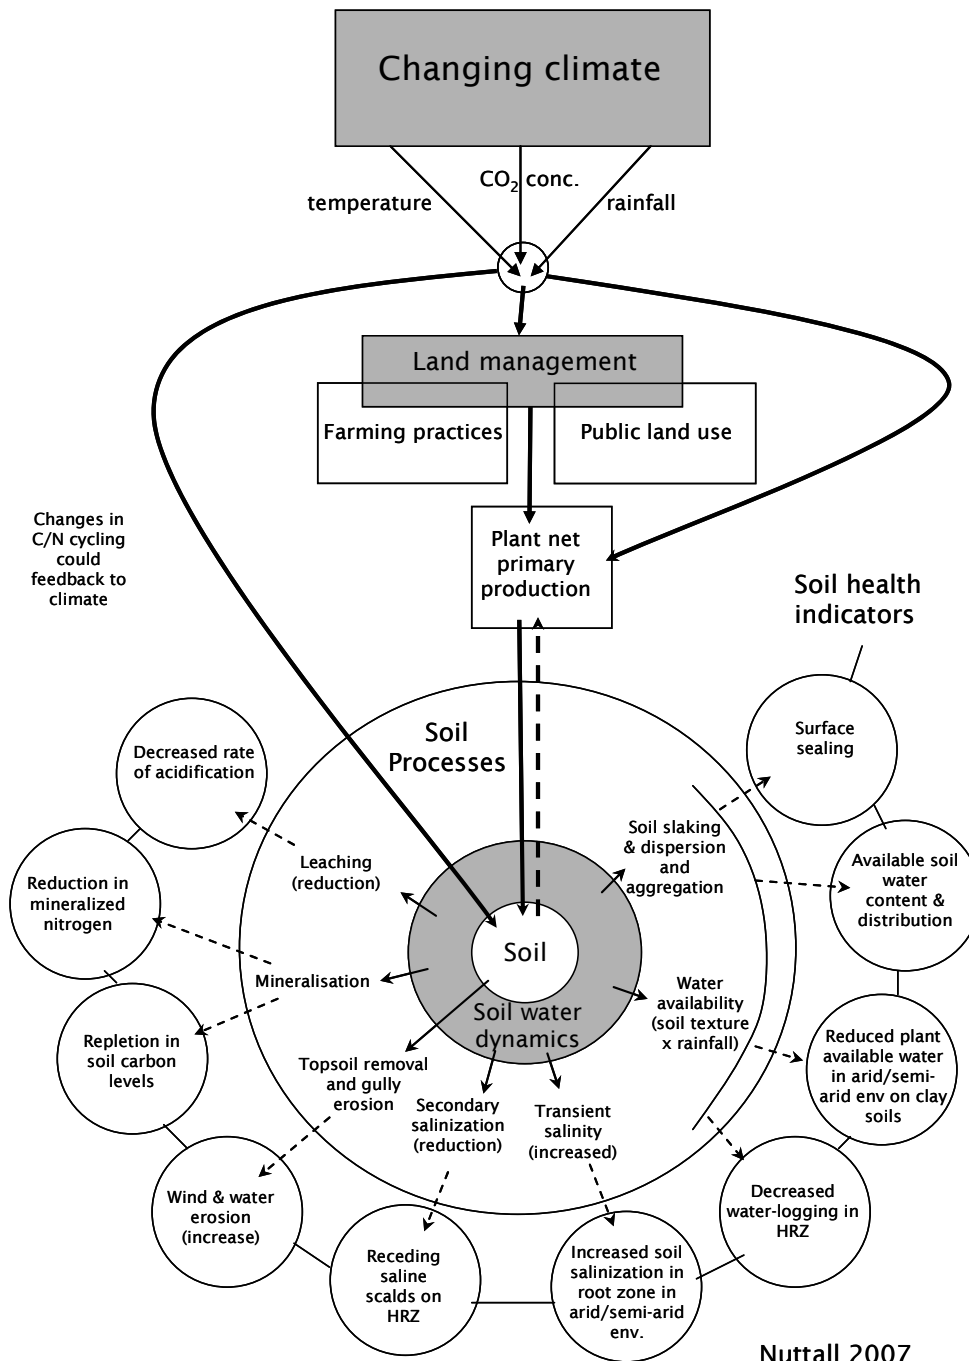 Changing climate
temperature
CO₂ conc.
rainfall
Land management
Farming practices
Public land use
Changes in
C/N cycling
could
feedback to
climate
Plant net
primary
production
Soil health
indicators
Soil
Processes
Surface
sealing
Decreased rate
of acidification
Soil slaking
& dispersion
and
aggregation
Available soil
water
content &
distribution
Leaching
(reduction)
Reduction in
mineralized
nitrogen
Soil
Mineralisation
Water
availability
(soil texture
x rainfall)
Soil water
dynamics
Reduced plant
available water
in arid/semi-
arid env on clay
soils
Repletion in
soil carbon
levels
Topsoil removal
and gully
erosion
Secondary
salinization
(reduction)
Transient
salinity
(increased)
Wind & water
erosion
(increase)
Decreased
water-logging in
HRZ
Receding
saline
scalds on
HRZ
Increased soil
salinization in
root zone in
arid/semi-arid
env.
Nuttall 2007